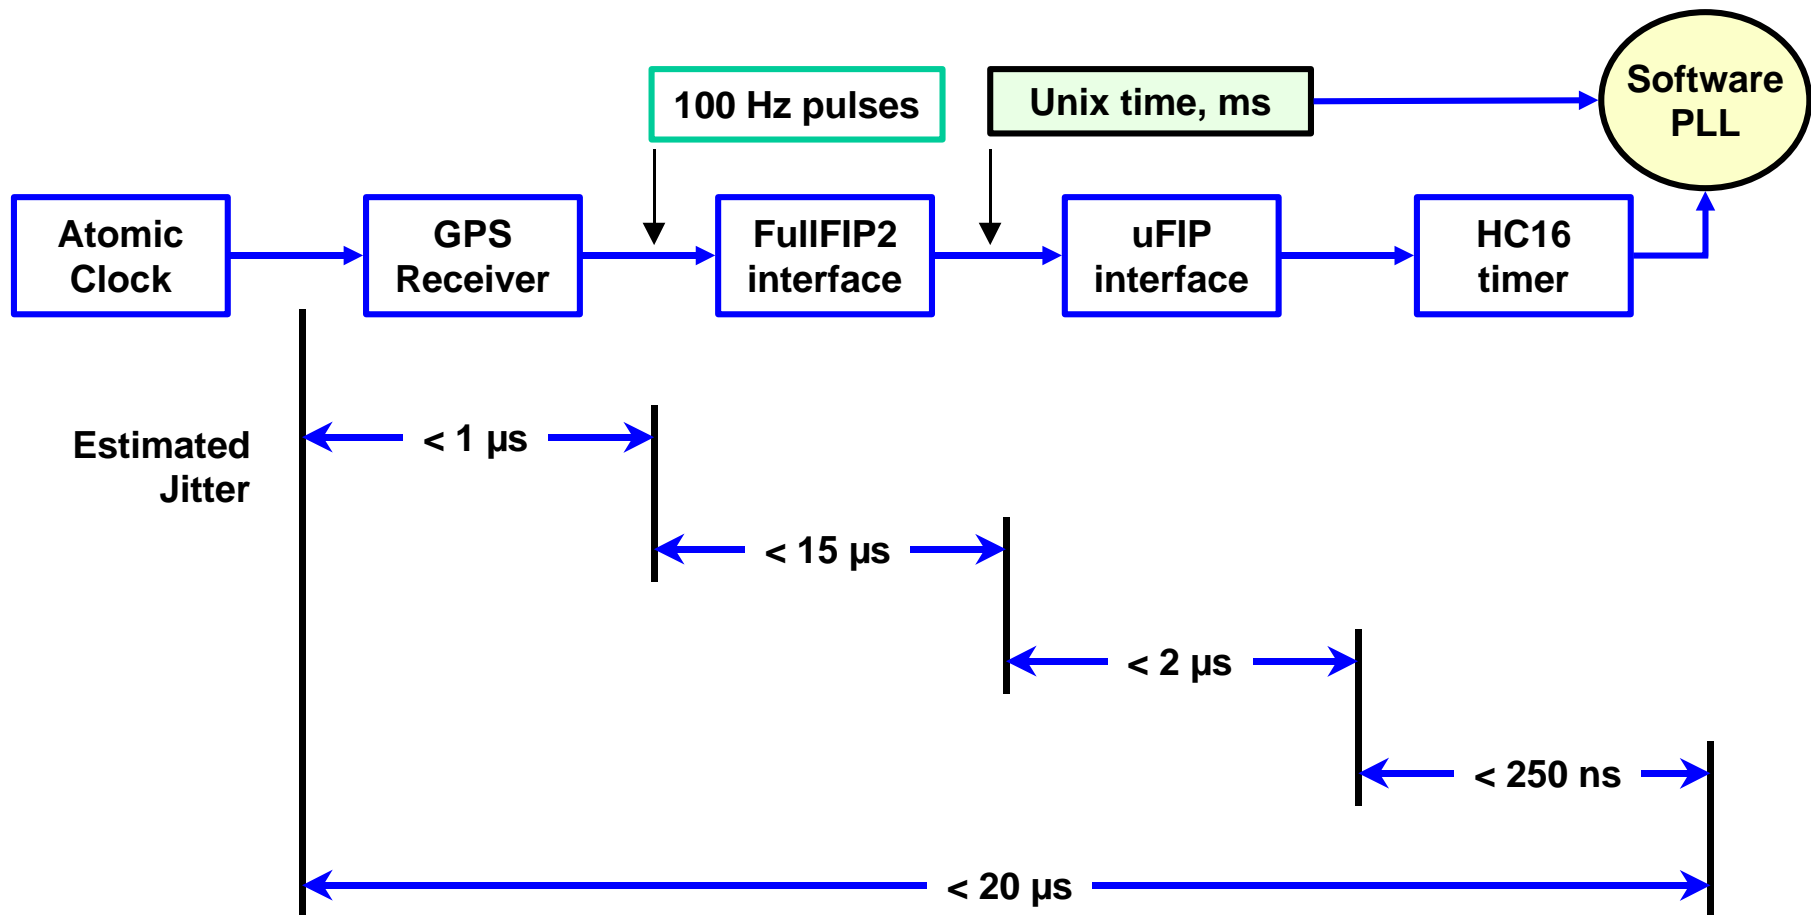 100 Hz pulses
Unix time, ms
Software
PLL
Atomic
Clock
GPS
Receiver
FullFIP2
interface
uFIP
interface
HC16
timer
Estimated
Jitter
< 1 µs
< 15 µs
< 2 µs
< 250 ns
< 20 µs